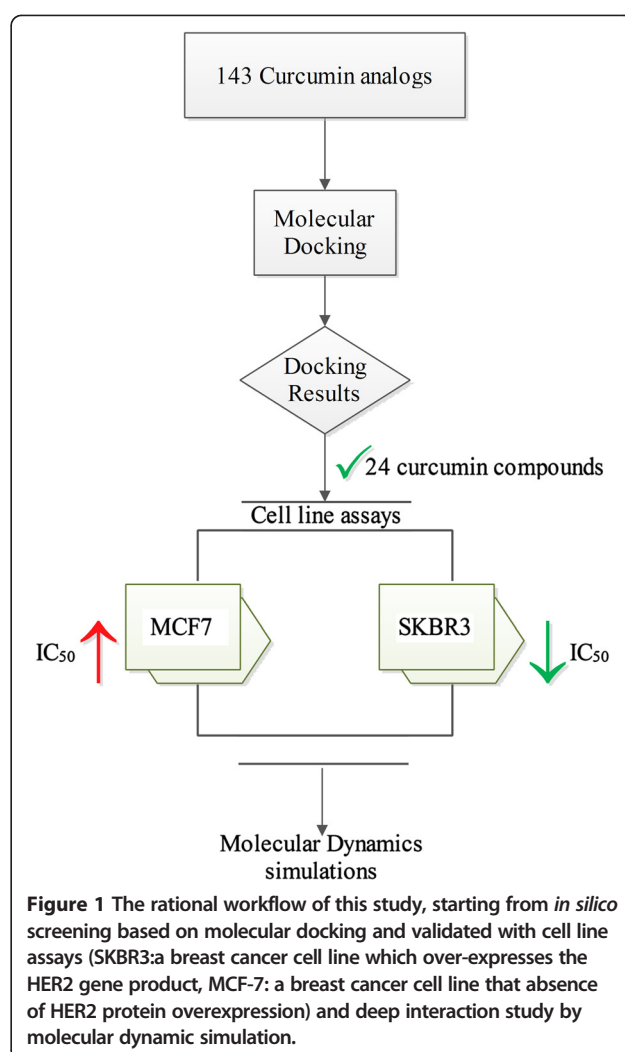 143 Curcumin analogs
Molecular
Docking
Docking
Results
24 curcumin compounds
Cell line assays
IC50
MCF7
SKBR3
IC50
Molecular Dynamics
simulations
Figure 1 The rational workflow of this study, starting from in silico
screening based on molecular docking and validated with cell line
assays (SKBR3:a breast cancer cell line which over-expresses the
HER2 gene product, MCF-7: a breast cancer cell line that absence
of HER2 protein overexpression) and deep interaction study by
molecular dynamic simulation.